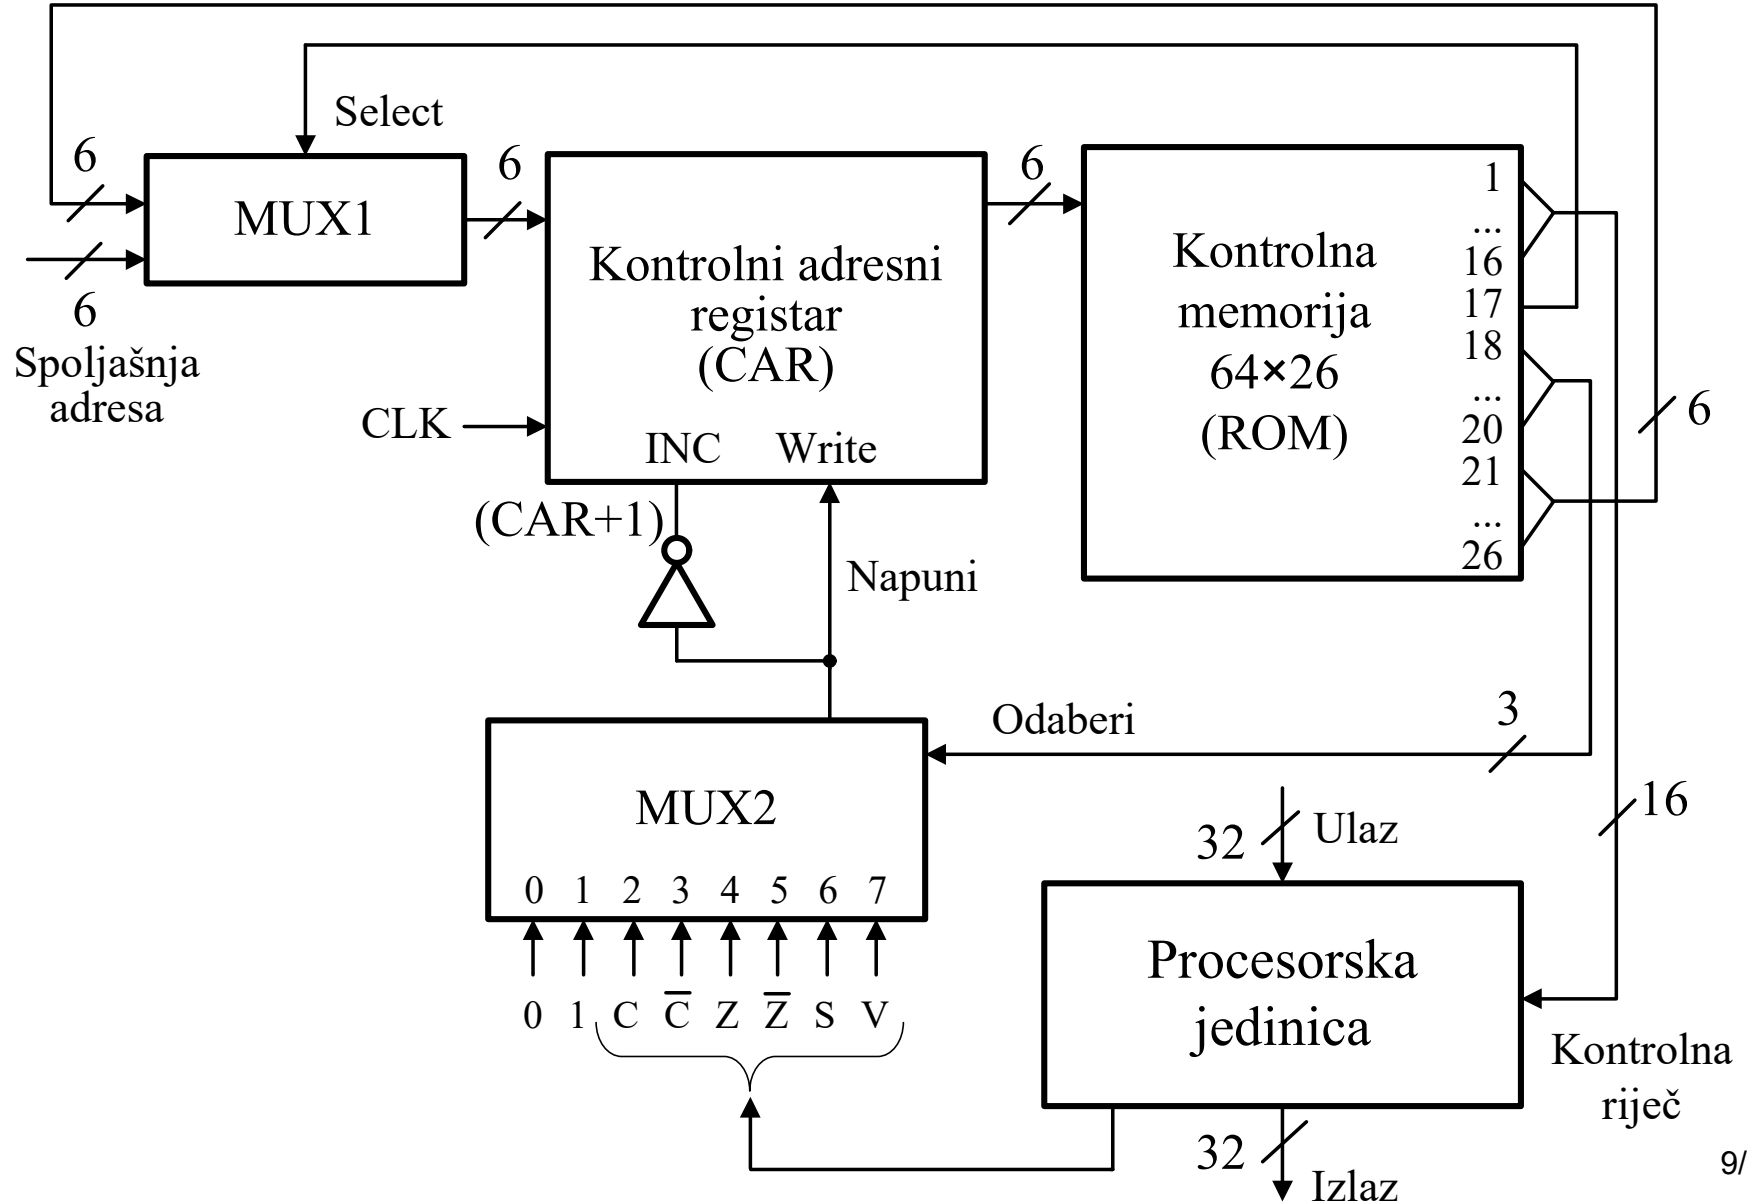 Select
6
MUX1
6
Spoljašnja
adresa
6
Kontrolni adresni
registar
(CAR)
CLK
INC
Write
(CAR+1)
Napuni
6
Kontrolna
memorija
64×26
(ROM)
1
...
16
17
18
...
20
21
...
26
6
Odaberi
3
16
MUX2
0 1 2 3 4 5 6 7
0 1 C C̅ Z Z̅ S V
32
Ulaz
Procesorska
jedinica
Kontrolna
riječ
32
Izlaz
9/